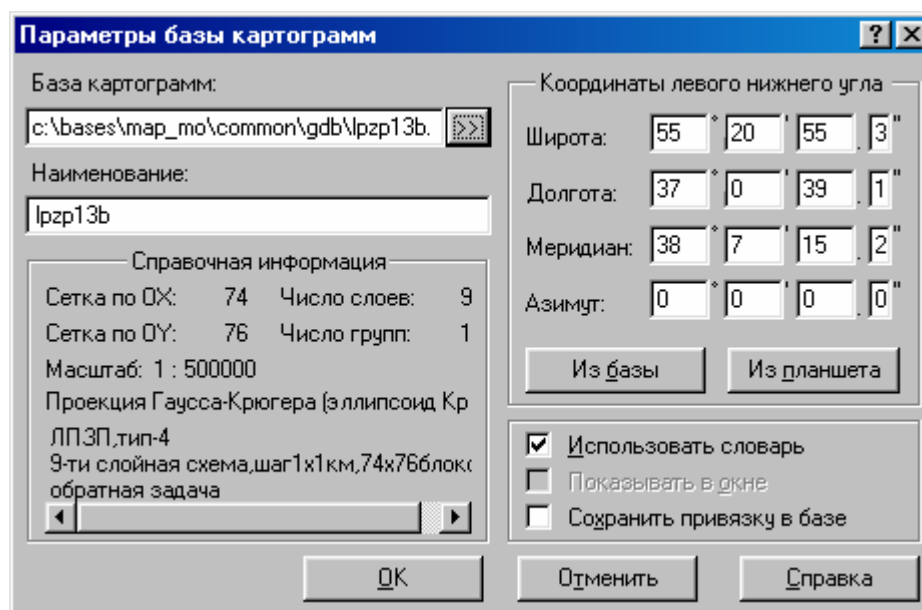 Параметры базы картограмм
База картограмм:
c:\bases\map_mo\common\gdb\lpzp13b. >>
Наименование:
lpzp13b
Справочная информация
Сетка по OX: 74 Число слоев: 9
Сетка по OY: 76 Число групп: 1
Масштаб: 1 : 500000
Проекция Гаусса-Крюгера (эллипсоид Кр
ЛПЗП,тип-4
9-ти слойная схема,шаг1х1км,74х76блокс
обратная задача
Координаты левого нижнего угла
Широта: 55 ° 20 ' 55 . 3 "
Долгота: 37 ° 0 ' 39 . 1 "
Меридиан: 38 ° 7 ' 15 . 2 "
Азимут: 0 ° 0 ' 0 . 0 "
Из базы Из планшета
Использовать словарь
Показывать в окне
Сохранить привязку в базе
OK Отменить Справка